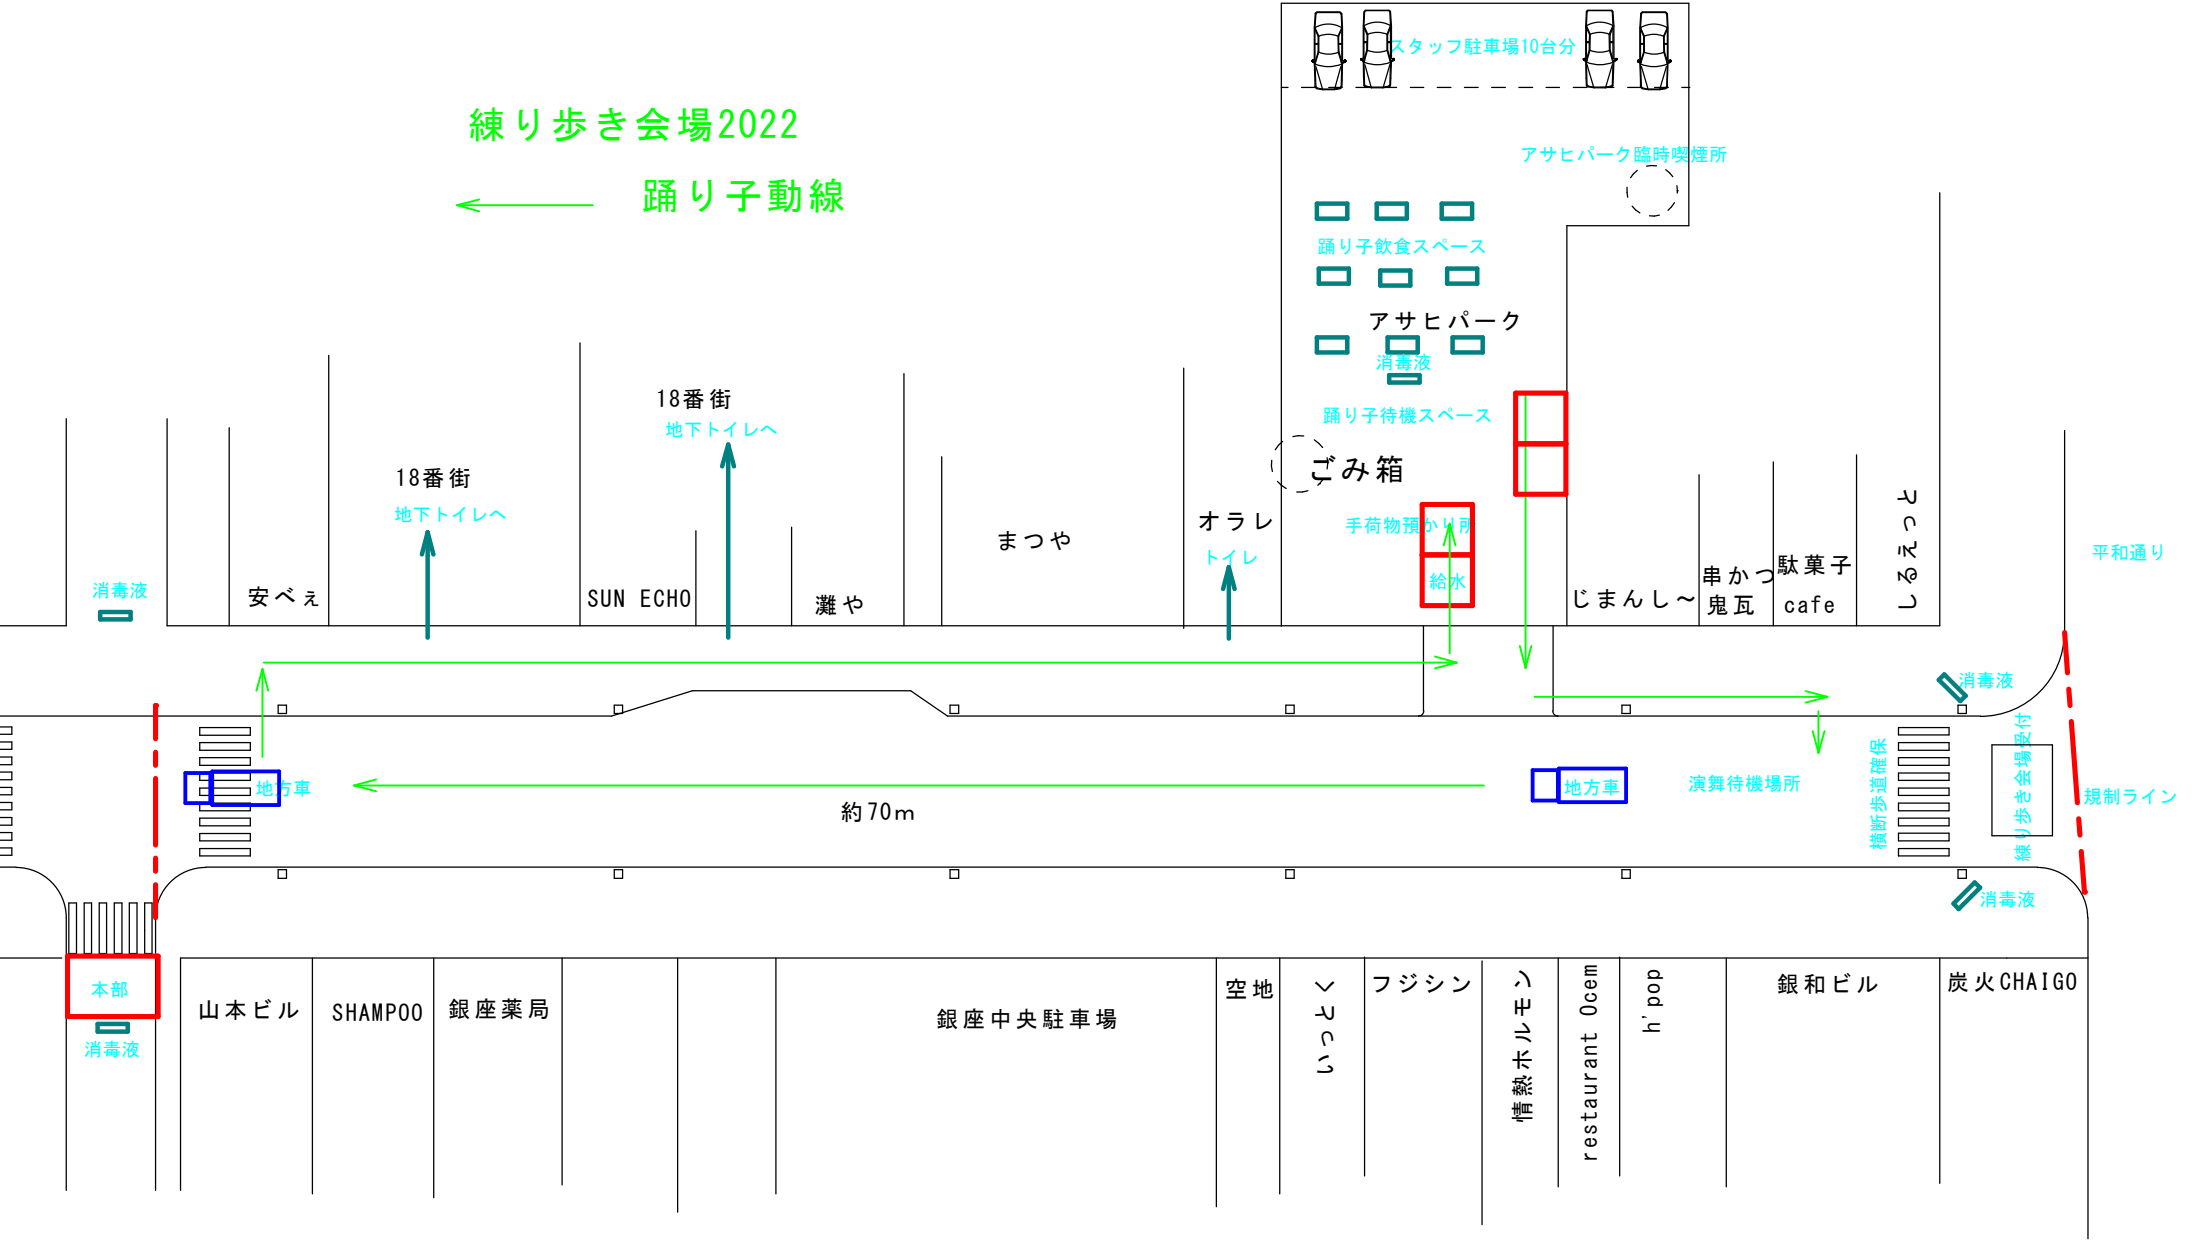 スタッフ駐車場10台分
練り歩き会場2022
アサヒパーク臨時喫煙所
踊り子動線
踊り子飲食スペース
アサヒパーク
消毒液
18番街
地下トイレへ
踊り子待機スペース
ごみ箱
18番街
地下トイレへ
オラレ
トイレ
手荷物預かり所
まつや
給水
しるえっと
平和通り
消毒液
安べぇ
SUN ECHO
灘や
じまんし～
串かつ
鬼瓦
駄菓子
cafe
消毒液
地方車
約70m
地方車
演舞待機場所
横断歩道確保
練り歩き会場受付
規制ライン
消毒液
本部
消毒液
山本ビル
SHAMPOO
銀座薬局
銀座中央駐車場
空地
フジシン
情熱ホルモン
restaurant Ocem
h'pop
銀和ビル
炭火CHAIGO